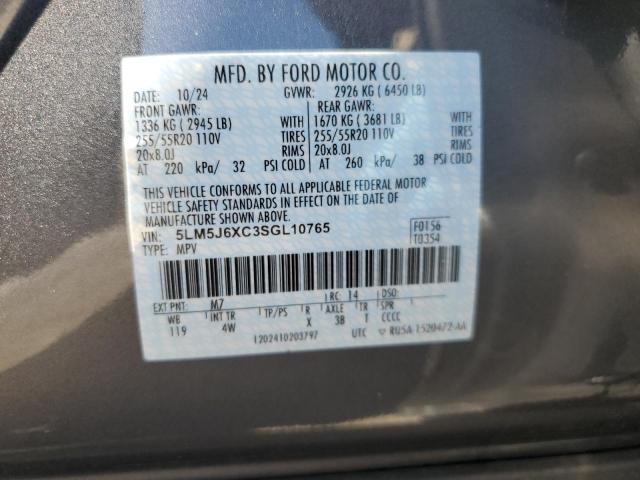 MFD. BY FORD MOTOR CO.
DATE: 10/24 GVWR: 2926 KG ( 6450 LB)
FRONT GAWR: REAR GAWR:
1336 KG ( 2945 LB) WITH 1670 KG ( 3681 LB) WITH
255/55R20 110V TIRES 255/55R20 110V TIRES
20x8.0J RIMS 20x8.0J RIMS
AT 220 kPa/ 32 PSI COLD AT 260 kPa/ 38 PSI COLD
THIS VEHICLE CONFORMS TO ALL APPLICABLE FEDERAL MOTOR
VEHICLE SAFETY STANDARDS IN EFFECT ON THE DATE OF
MANUFACTURE SHOWN ABOVE.
VIN: 5LM5J6XC3SGL10765 F0156
TYPE: MPV T0354
EXT PNT: M7 RC: 14 DSO:
WB INT TR TP/PS R AXLE TR SPR
119 4W X 3B T CCCC
1202410203797 UTC ▽ RU5A-1520472-AA